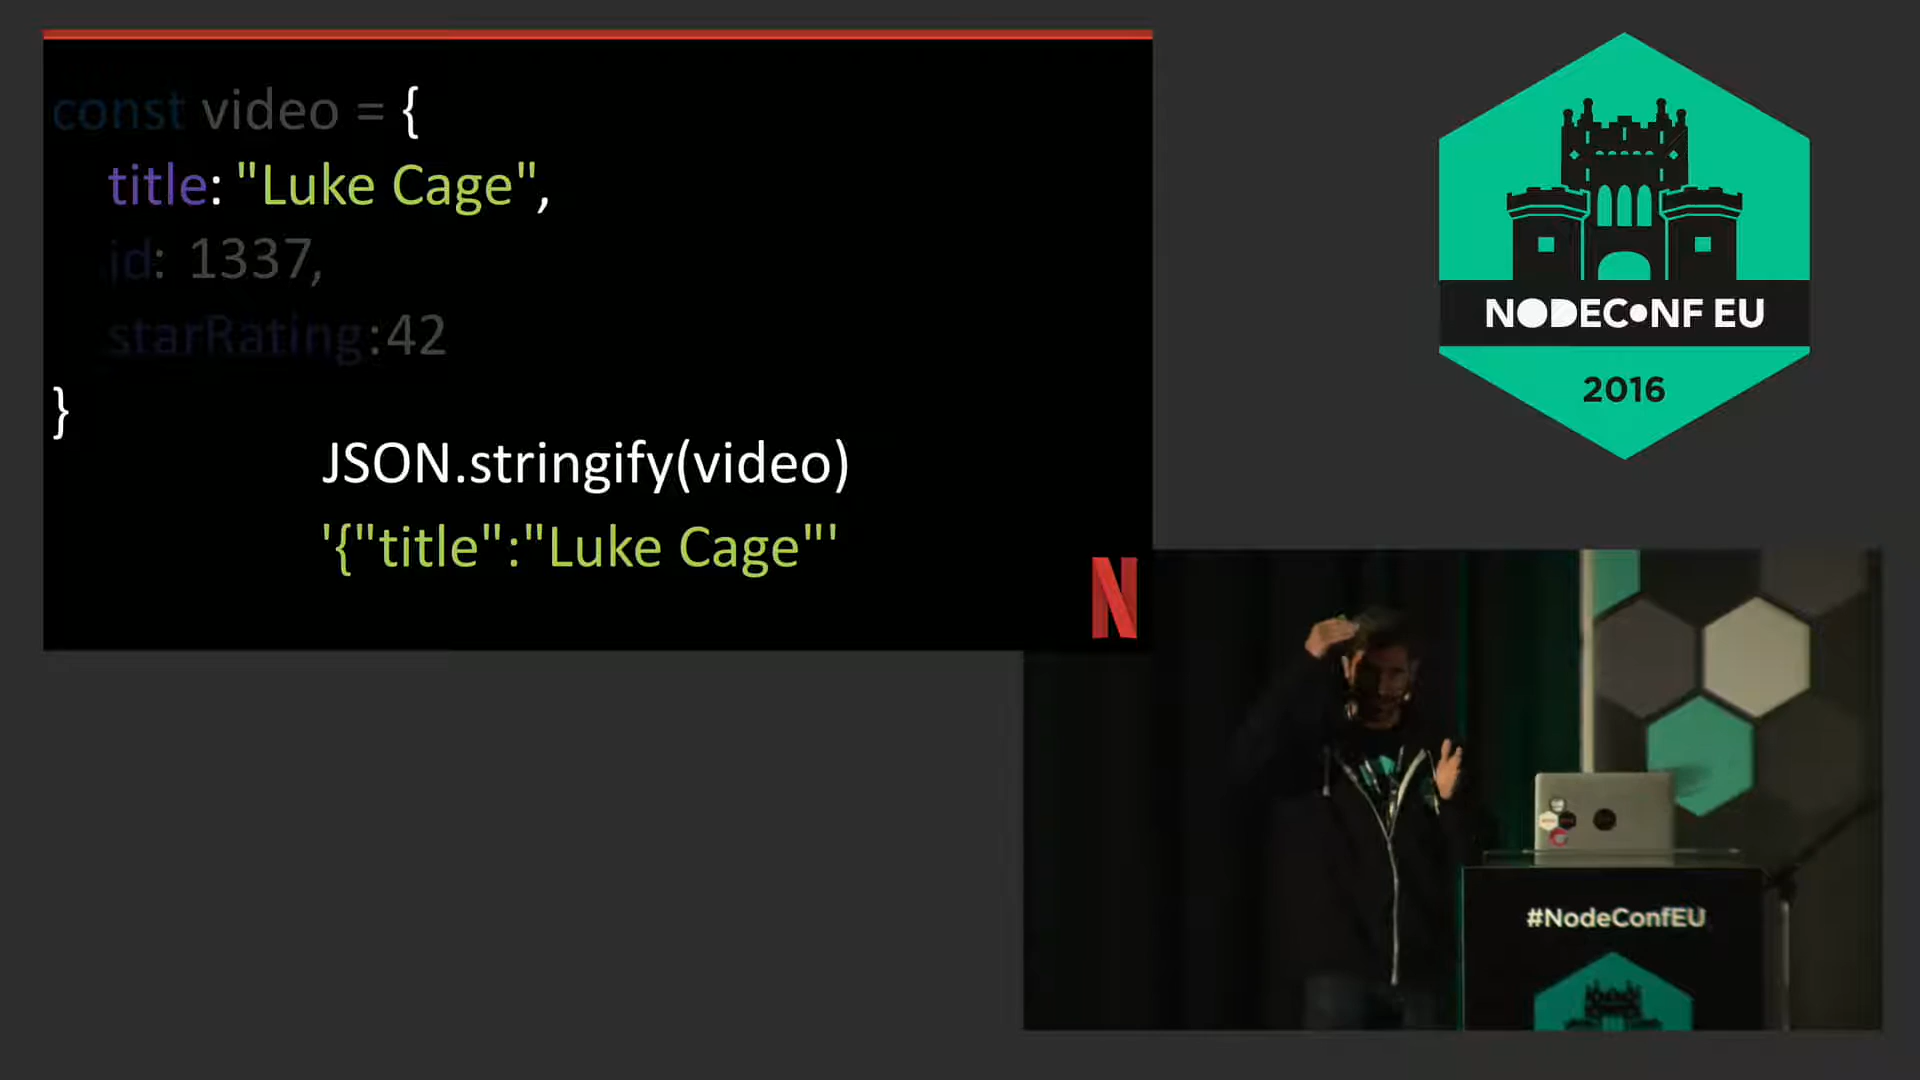 const video = {
title: "Luke Cage",
id: 1337,
starRating:42
}
JSON.stringify(video)
'{"title":"Luke Cage"'
N
NODECONF EU
2016
#NodeConfEU